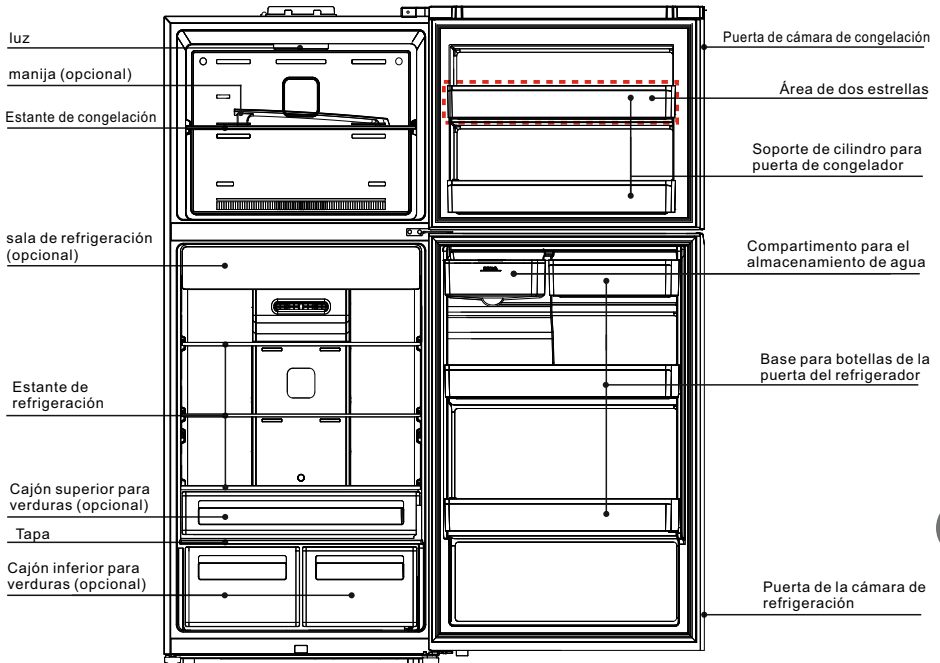 luz
manija (opcional)
Estante de congelación
sala de refrigeración
(opcional)
Estante de
refrigeración
Cajón superior para
verduras (opcional)
Tapa
Cajón inferior para
verduras (opcional)
Puerta de cámara de congelación
Área de dos estrellas
Soporte de cilindro para
puerta de congelador
Compartimento para el
almacenamiento de agua
Base para botellas de la
puerta del refrigerador
Puerta de la cámara de
refrigeración